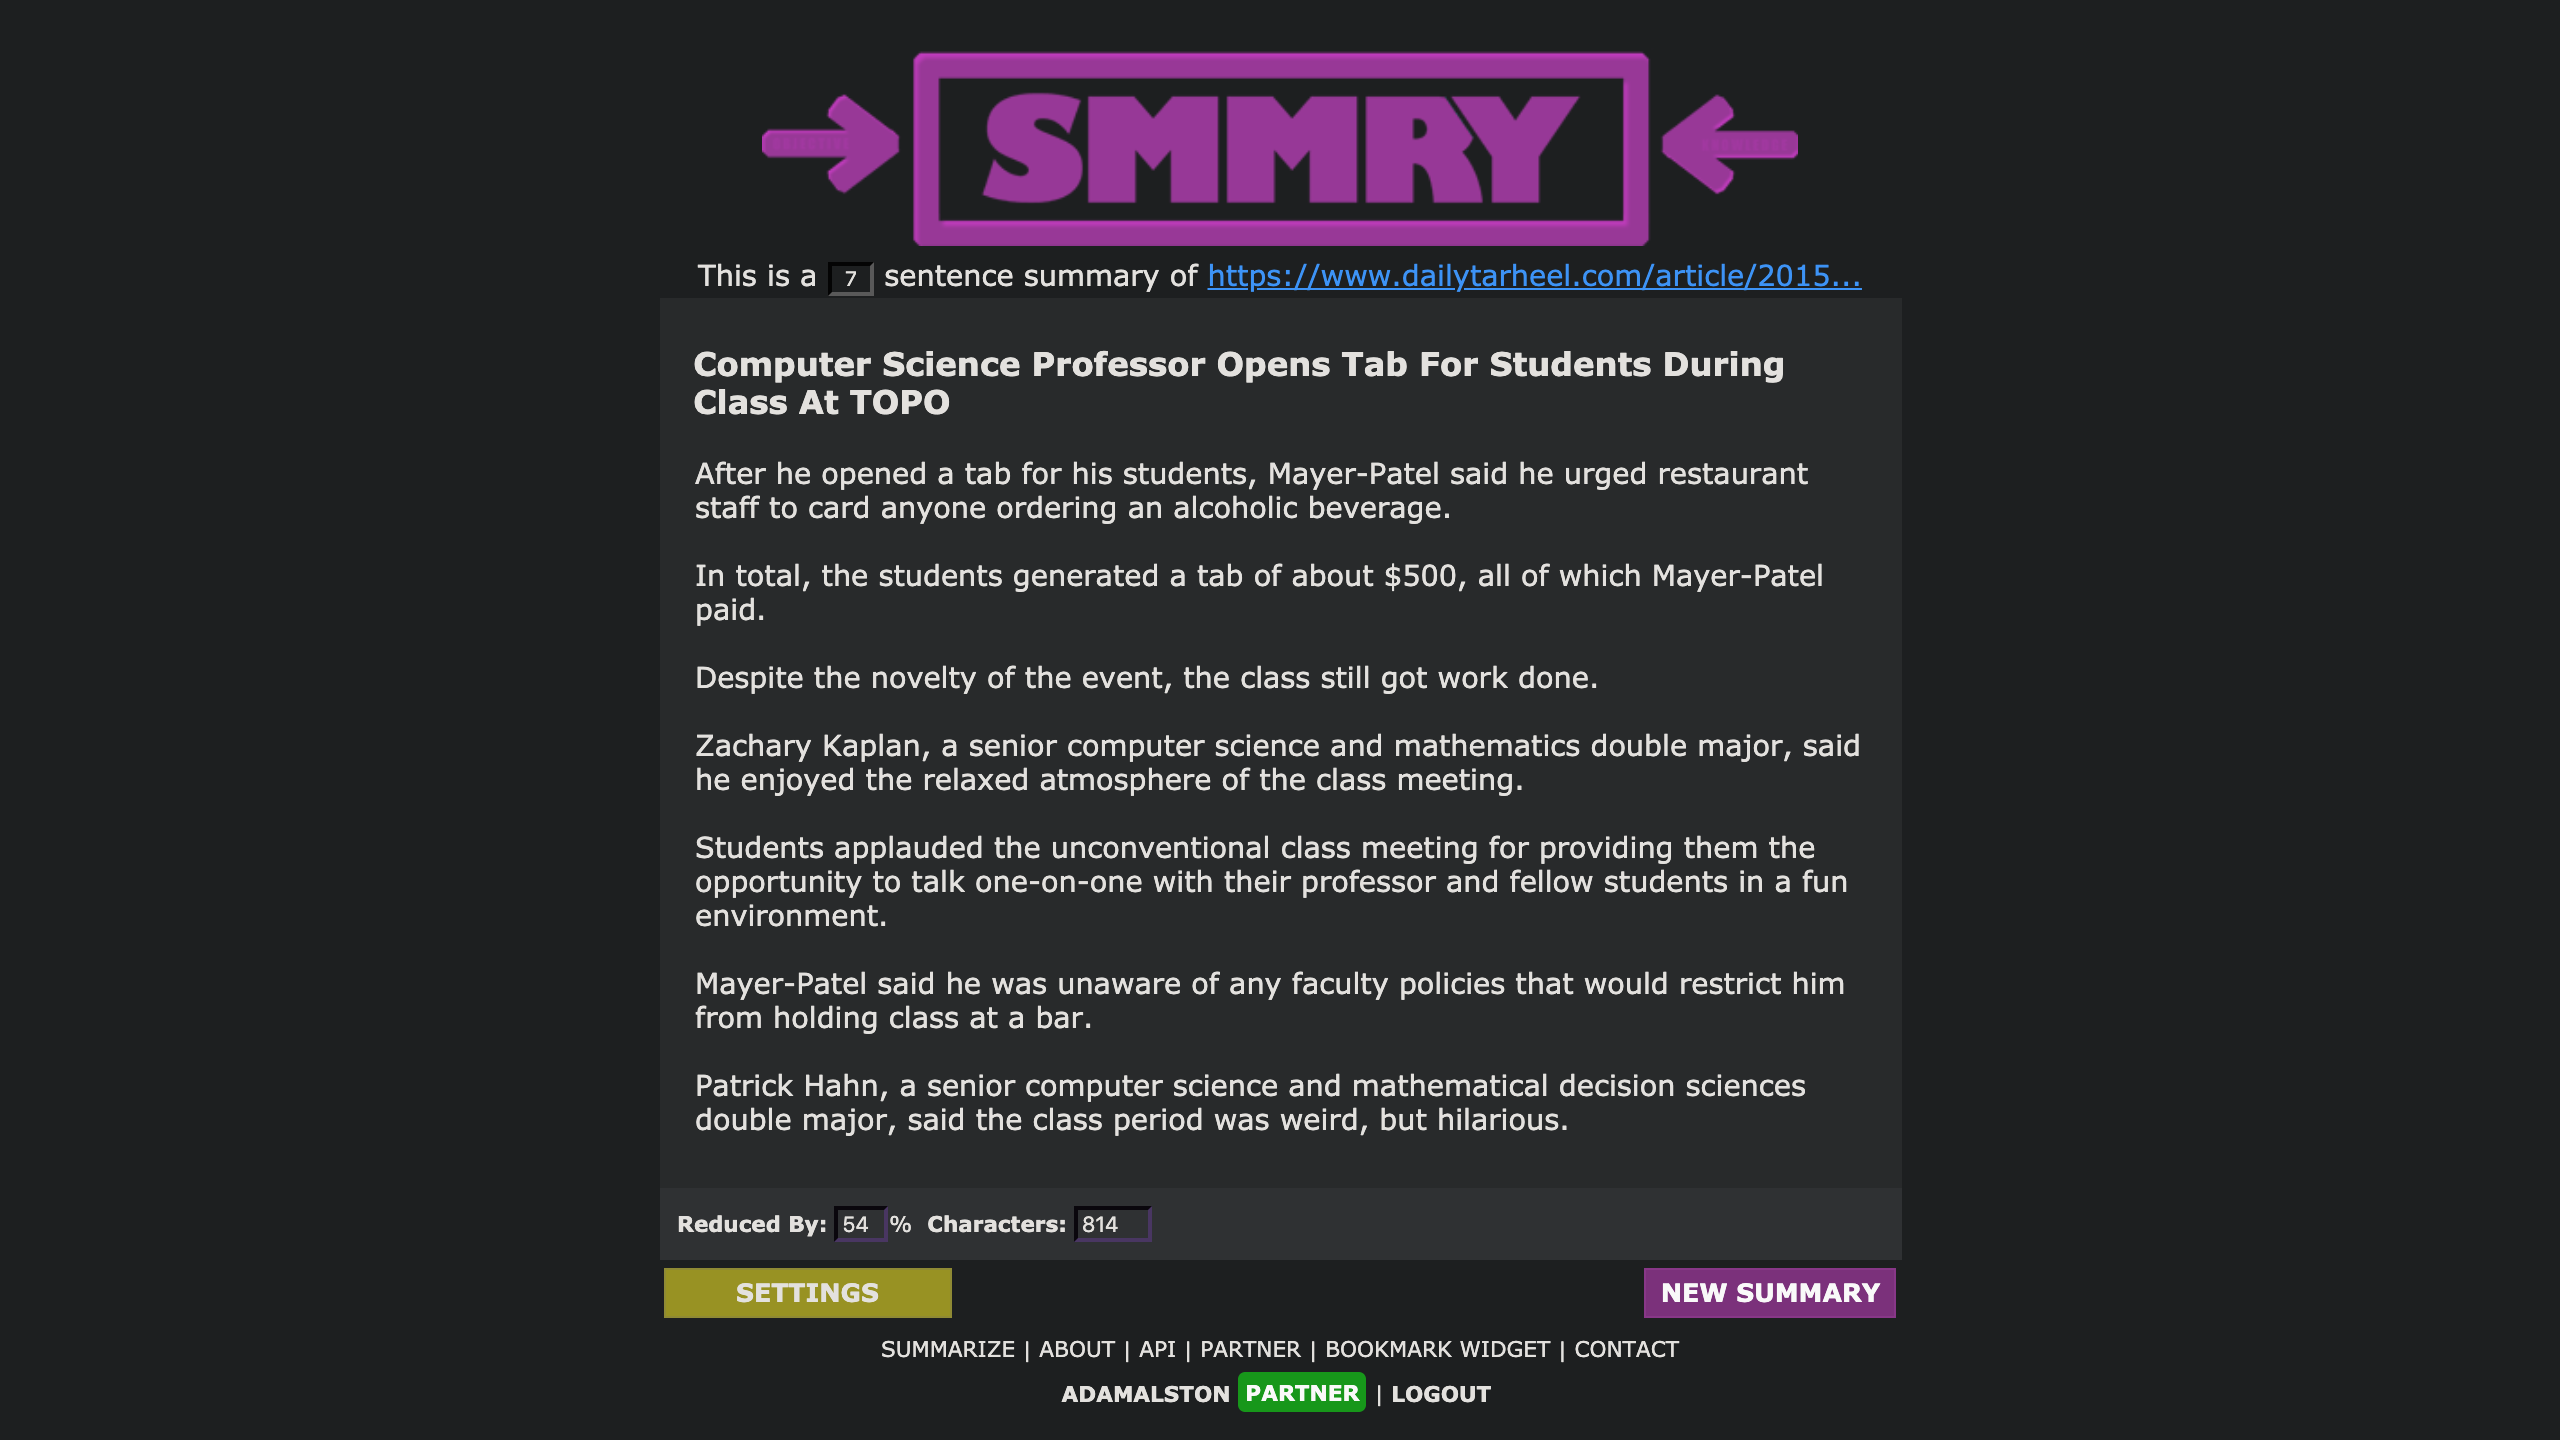 SMMRY
This is a 7 sentence summary of https://www.dailytarheel.com/article/2015...
Computer Science Professor Opens Tab For Students During
Class At TOPO
After he opened a tab for his students, Mayer-Patel said he urged restaurant
staff to card anyone ordering an alcoholic beverage.
In total, the students generated a tab of about $500, all of which Mayer-Patel
paid.
Despite the novelty of the event, the class still got work done.
Zachary Kaplan, a senior computer science and mathematics double major, said
he enjoyed the relaxed atmosphere of the class meeting.
Students applauded the unconventional class meeting for providing them the
opportunity to talk one-on-one with their professor and fellow students in a fun
environment.
Mayer-Patel said he was unaware of any faculty policies that would restrict him
from holding class at a bar.
Patrick Hahn, a senior computer science and mathematical decision sciences
double major, said the class period was weird, but hilarious.
Reduced By: 54 % Characters: 814
SETTINGS NEW SUMMARY
SUMMARIZE | ABOUT | API | PARTNER | BOOKMARK WIDGET | CONTACT
ADAMALSTON PARTNER | LOGOUT